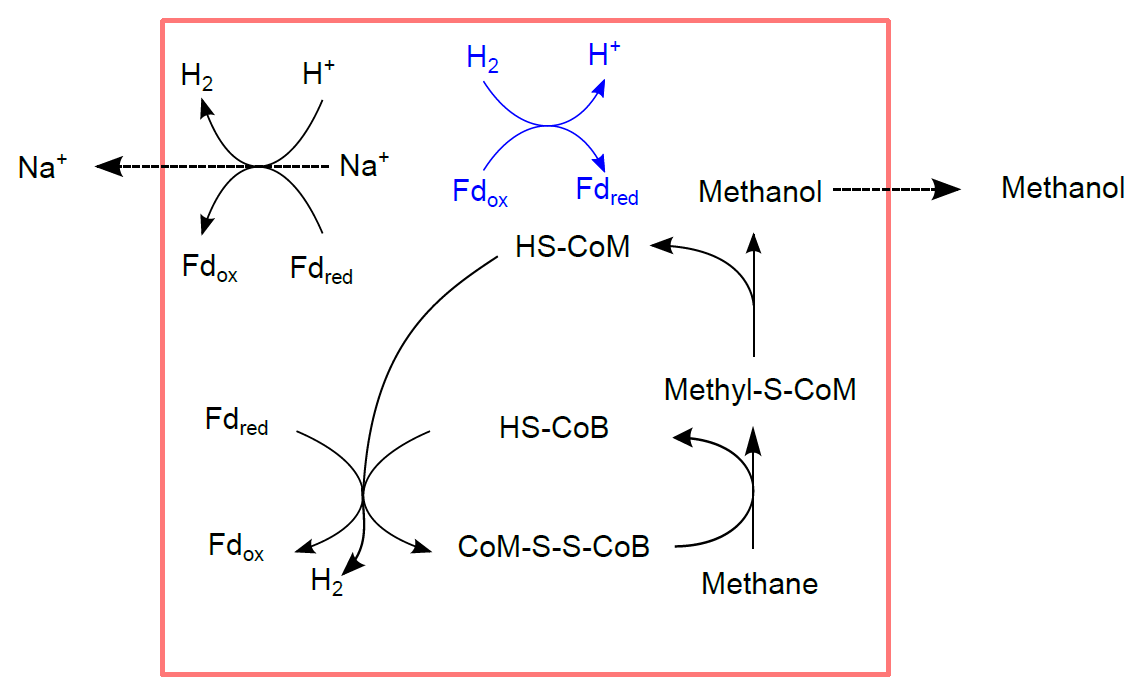 H2 H+ H2 H+
Na+ Na+
Fdox Fdred Fdox Fdred
Methanol Methanol
HS-CoM
Methyl-S-CoM
Fdred HS-CoB
Fdox CoM-S-S-CoB
H2 Methane